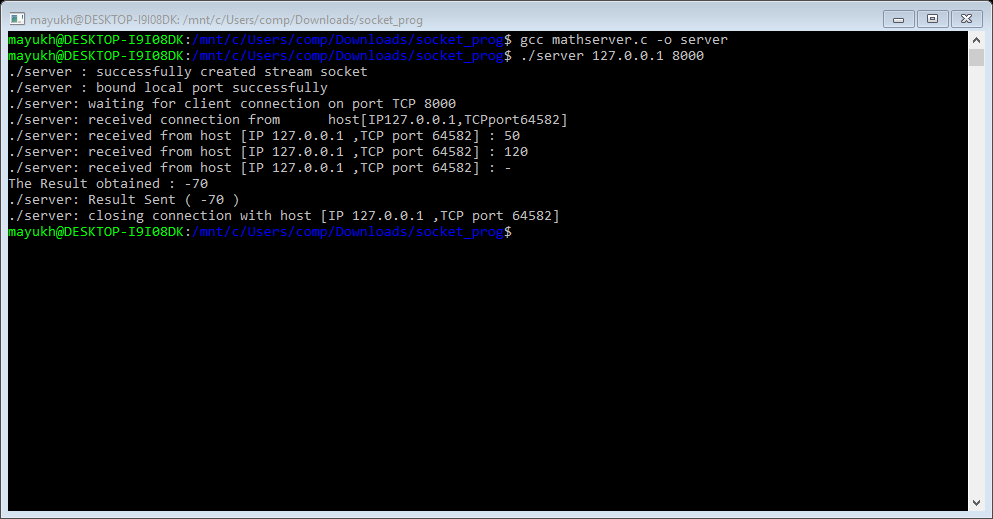 mayukh@DESKTOP-I9I08DK: /mnt/c/Users/comp/Downloads/socket_prog
mayukh@DESKTOP-I9I08DK:/mnt/c/Users/comp/Downloads/socket_prog$ gcc mathserver.c -o server
mayukh@DESKTOP-I9I08DK:/mnt/c/Users/comp/Downloads/socket_prog$ ./server 127.0.0.1 8000
./server : successfully created stream socket
./server : bound local port successfully
./server: waiting for client connection on port TCP 8000
./server: received connection from      host[IP127.0.0.1,TCPport64582]
./server: received from host [IP 127.0.0.1 ,TCP port 64582] : 50
./server: received from host [IP 127.0.0.1 ,TCP port 64582] : 120
./server: received from host [IP 127.0.0.1 ,TCP port 64582] : -
The Result obtained : -70
./server: Result Sent ( -70 )
./server: closing connection with host [IP 127.0.0.1 ,TCP port 64582]
mayukh@DESKTOP-I9I08DK:/mnt/c/Users/comp/Downloads/socket_prog$